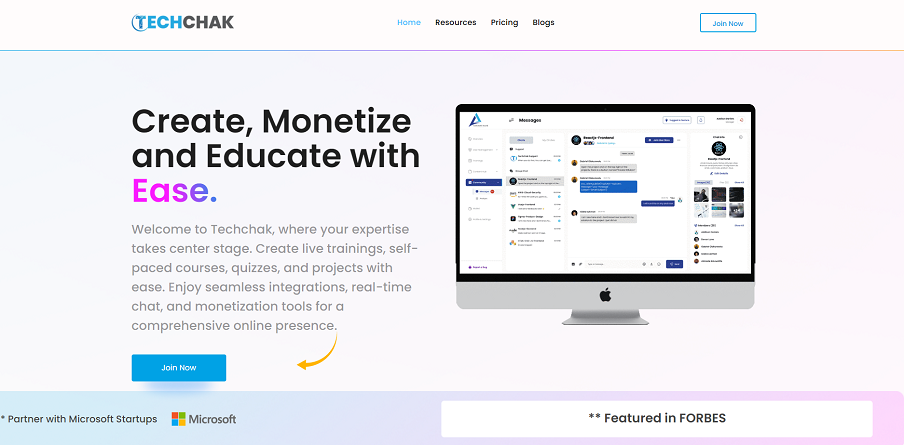 TECHCHAK
Home Resources Pricing Blogs
Join Now
Create, Monetize
and Educate with
Ease.
Welcome to Techchak, where your expertise
takes center stage. Create live trainings, self-
paced courses, quizzes, and projects with
ease. Enjoy seamless integrations, real-time
chat, and monetization tools for a
comprehensive online presence.
Join Now
Messages
Reactjs-Frontend
* Partner with Microsoft Startups
Microsoft
** Featured in FORBES